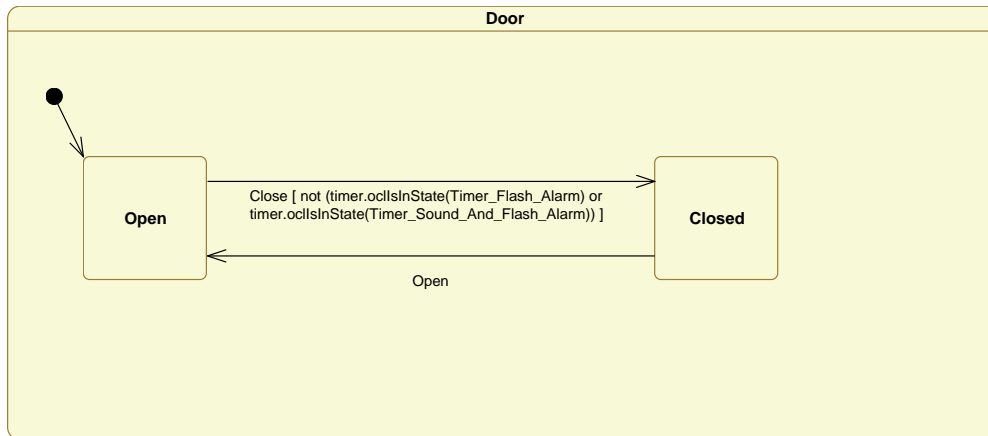 Door
Close [ not (timer.oclIsInState(Timer_Flash_Alarm) or
timer.oclIsInState(Timer_Sound_And_Flash_Alarm)) ]
Open
Closed
Open